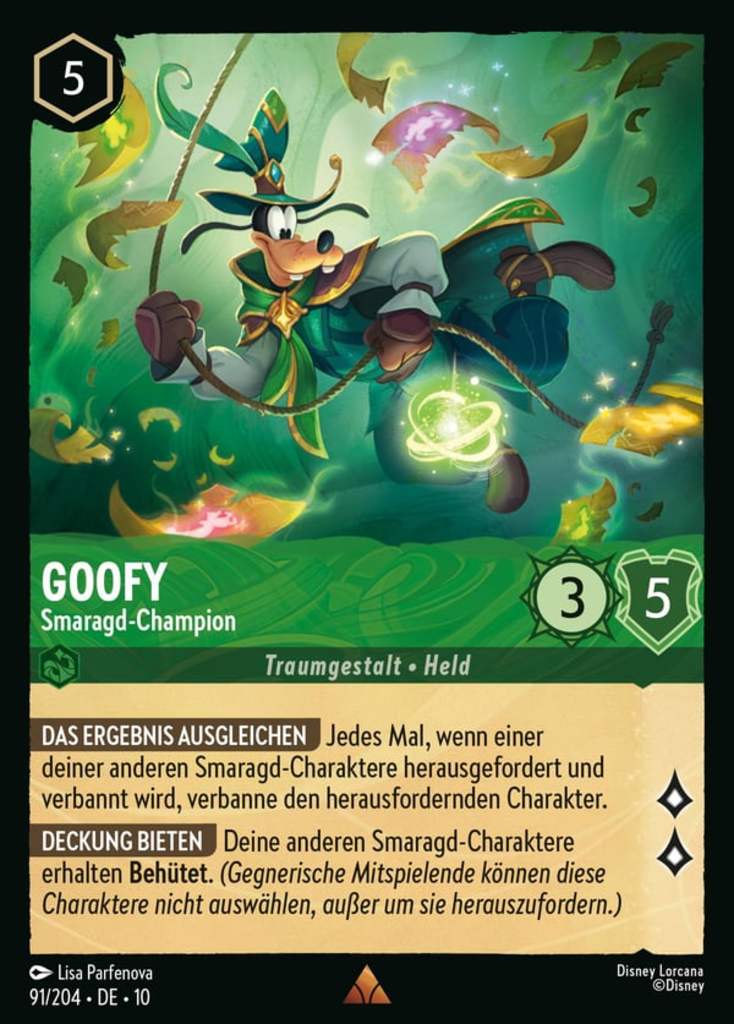 5
GOOFY
Smaragd-Champion
3
5
Traumgestalt • Held
DAS ERGEBNIS AUSGLEICHEN Jedes Mal, wenn einer
deiner anderen Smaragd-Charaktere herausgefordert und
verbannt wird, verbanne den herausfordernden Charakter.
DECKUNG BIETEN Deine anderen Smaragd-Charaktere
erhalten Behütet. (Gegnerische Mitspielende können diese
Charaktere nicht auswählen, außer um sie herauszufordern.)
Lisa Parfenova
Disney Lorcana
91/204 • DE • 10
©Disney